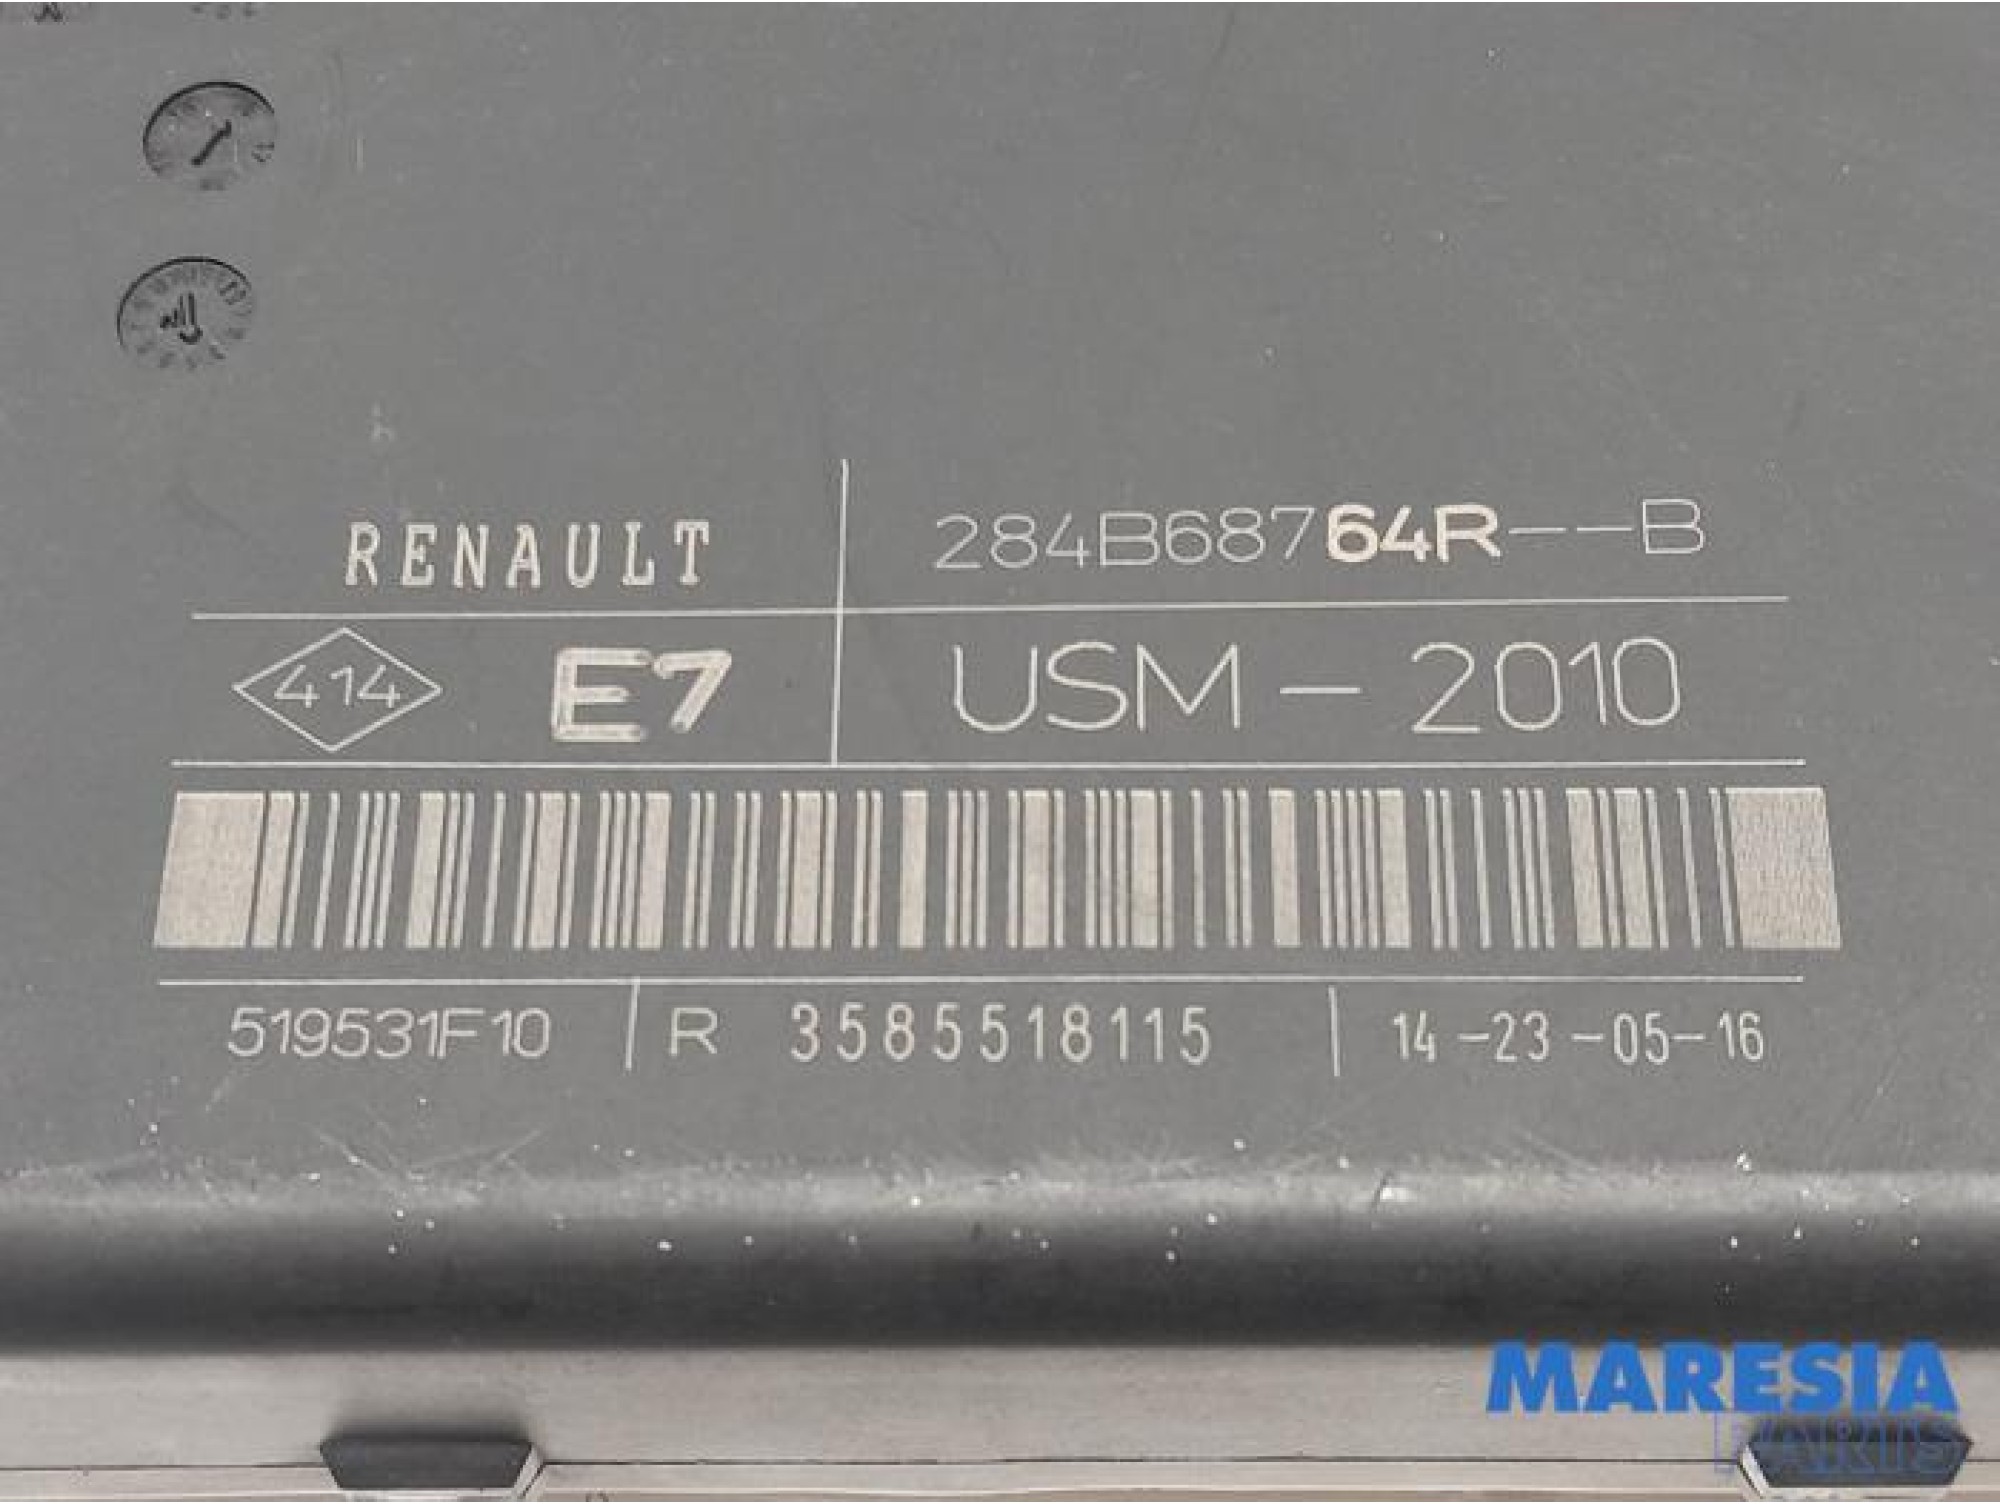 RENAULT 284B68764R--B
414 E7 USM-2010
519531F10 R 3585518115 14-23-05-16
MARESIA
PARTS